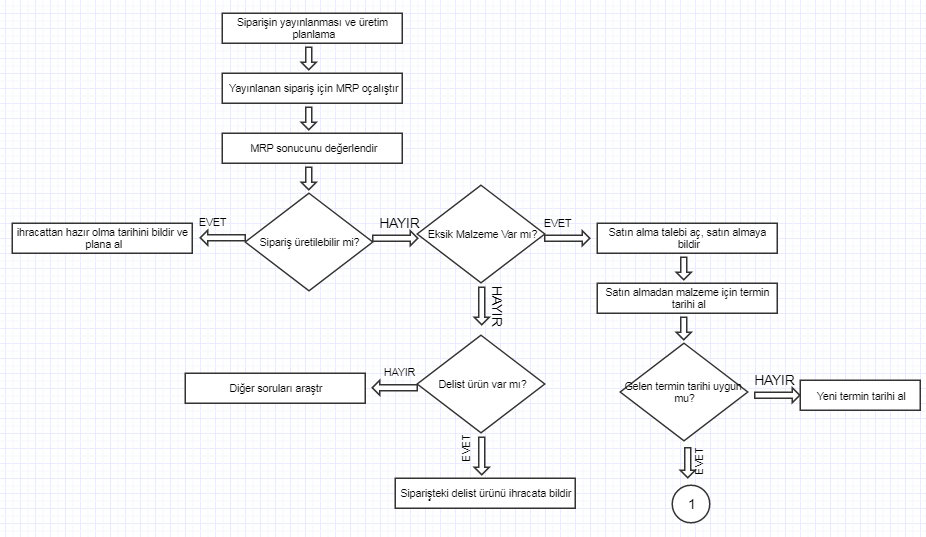 Siparişin yayınlanması ve üretim
planlama
Yayınlanan sipariş için MRP oçalıştır
MRP sonucunu değerlendir
Sipariş üretilebilir mi?
EVET
ihracattan hazır olma tarihini bildir ve
plana al
HAYIR
Eksik Malzeme Var mı?
EVET
Satın alma talebi aç, satın almaya
bildir
Satın almadan malzeme için termin
tarihi al
HAYIR
Delist ürün var mı?
HAYIR
Diğer soruları araştr
EVET
Siparişteki delist ürünü ihracata bildir
Gelen termin tarihi uygun
mu?
HAYIR
Yeni termin tarihi al
EVET
1